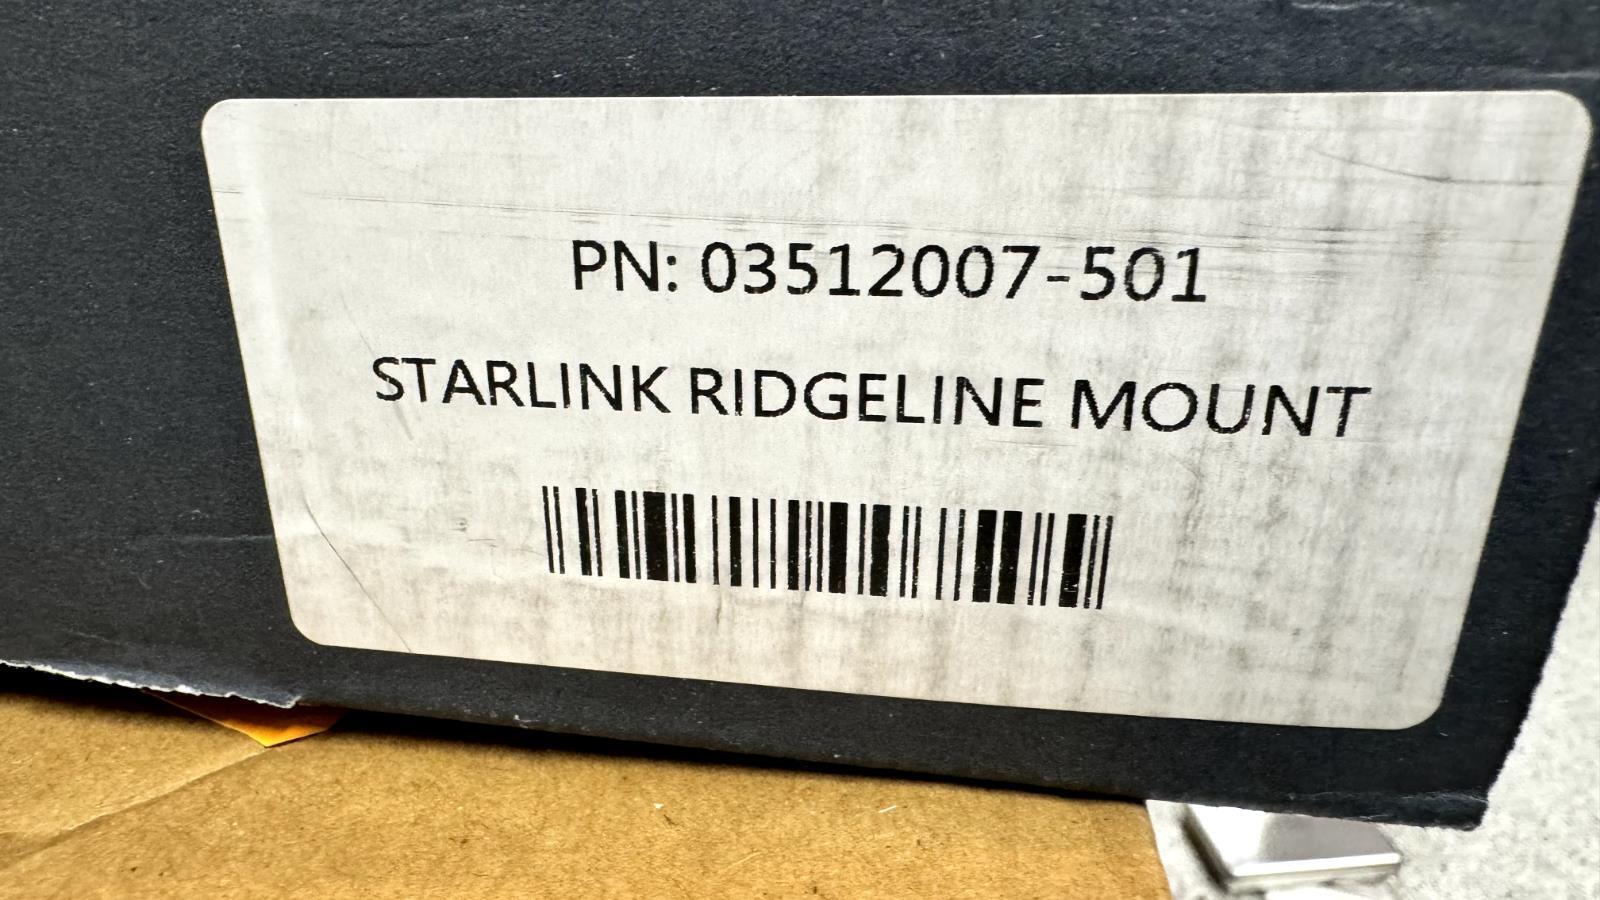 PN: 03512007-501
STARLINK RIDGELINE MOUNT